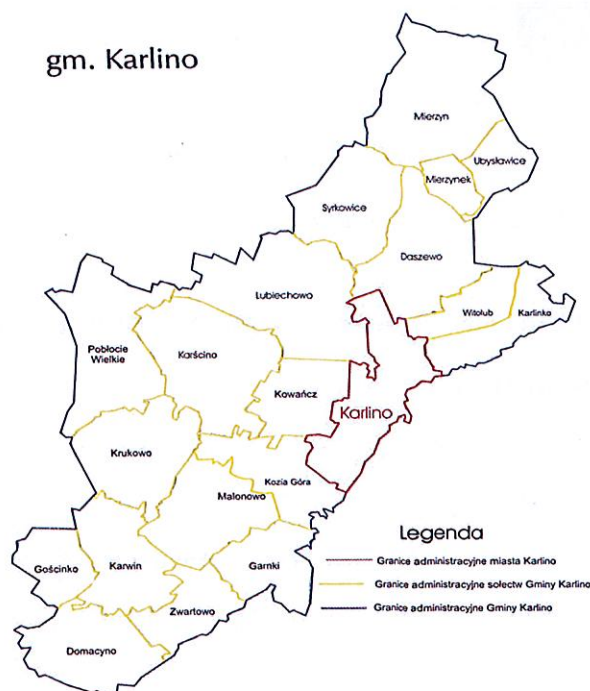 gm. Karlino
Mierzyn
Ubysławice
Mierzynek
Syrkowice
Daszewo
Lubiechowo
Witolub
Karlinko
Pobłocie
Wielkie
Karścino
Kowańcz
Karlino
Krukowo
Kozia Góra
Malonowo
Gościnko
Karwin
Garnki
Zwartowo
Domacyno
Legenda
Granice administracyjne miasta Karlino
Granice administracyjne sołectw Gminy Karlino
Granice administracyjne Gminy Karlino